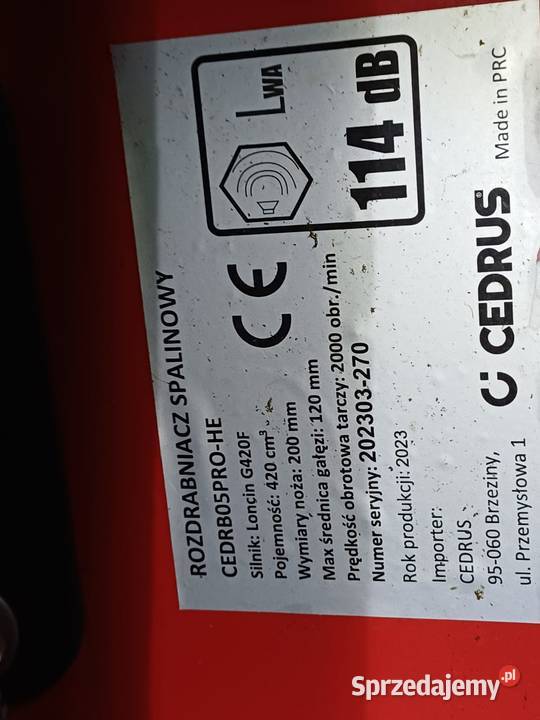 ROZDRABNIACZ SPALINOWY
CEDRB05PRO-HE
Silnik: Loncin G420F
Pojemność: 420 cm³
Wymiary noża: 200 mm
Max średnica gałęzi: 120 mm
Prędkość obrotowa tarczy: 2000 obr./min
Numer seryjny: 202303-270
Rok produkcji: 2023
Importer:
CEDRUS
95-060 Brzeziny,
ul. Przemysłowa 1
CE
LWA
114 dB
CEDRUS®
Made in PRC
Sprzedajemy.pl